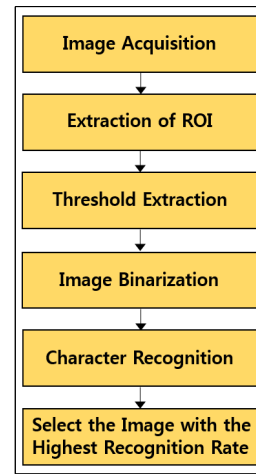 Image Acquisition
Extraction of ROI
Threshold Extraction
Image Binarization
Character Recognition
Select the Image with the
Highest Recognition Rate